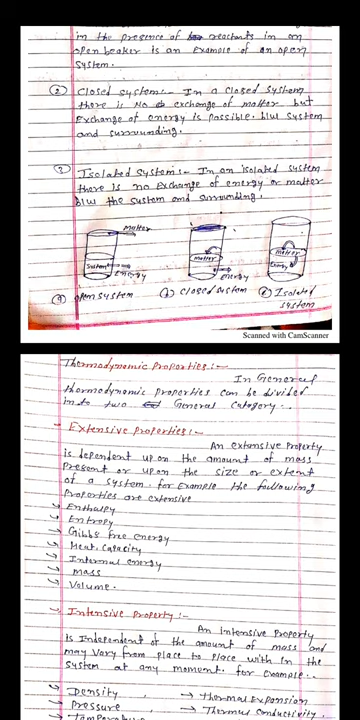 in the presence of reactants in an
open beaker is an Example of an open
System.
② Closed system:- In a closed system
there is No exchange of matter but
Exchange of energy is possible. b/w system
and surrounding.
③ Isolated System:- In an isolated system
there is no Exchange of energy or matter
b/w the system and surrounding.
matter
System
Energy
matter
Energy
matter
Energy
ⓐ open system
ⓑ closed system
ⓒ Isolated
system
Scanned with CamScanner
Thermodynamic Properties:-
In General
thermodynamic properties can be divided
in to two General Category:.
- Extensive Properties:-
An extensive Property
is dependent upon the amount of mass
Present or upon the size or extent
of a system. for Example the following
Properties are extensive
→ Enthalpy
→ Entropy
→ Gibbs free energy
→ Heat Capacity
→ Internal energy
→ Mass
→ Volume.
- Intensive Property:-
An intensive Property
is Independent of the amount of mass and
may Vary from place to Place with in the
system at any moment. for Example:.
→ Density , → Thermal Expansion
→ Pressure , → Thermal Conductivity.
→ Temperature